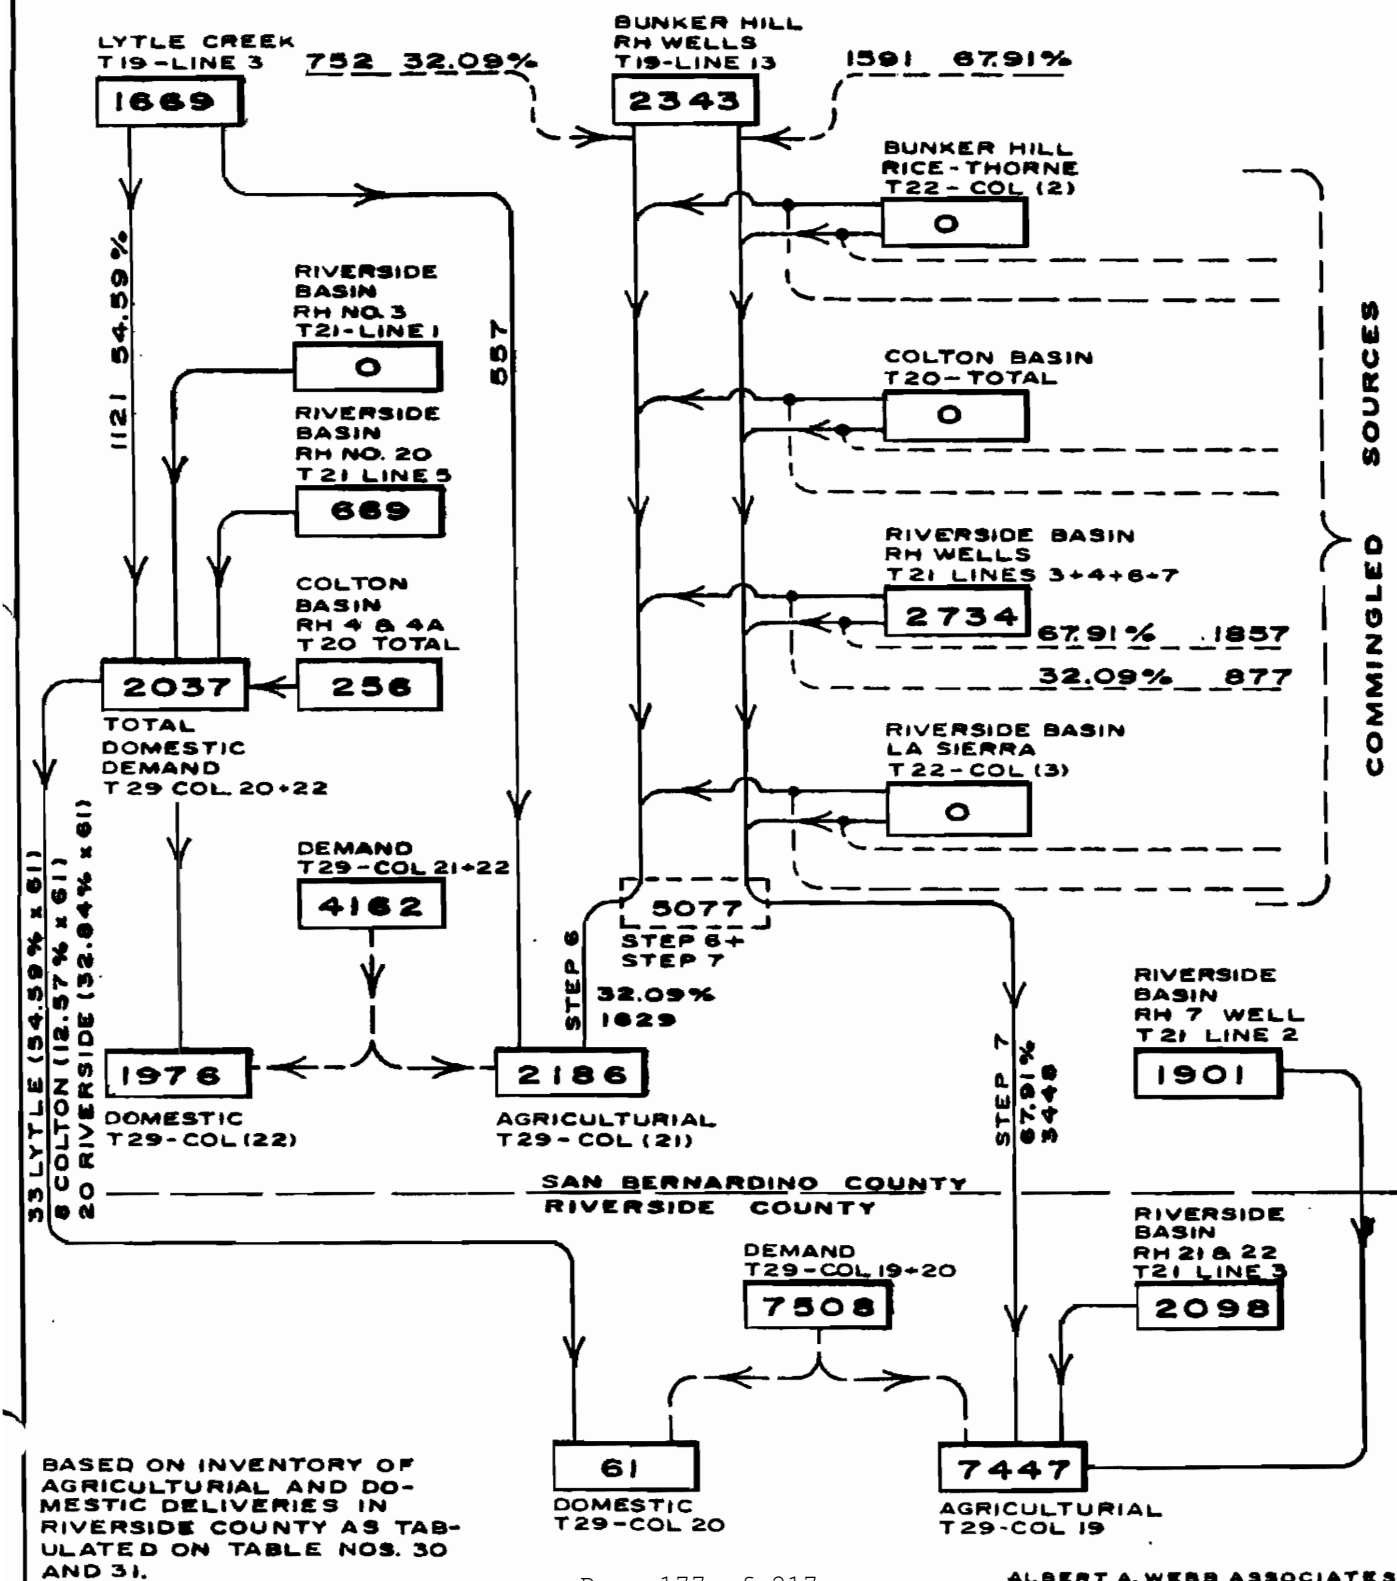 LYTLE CREEK
T19-LINE 3
1669
752 32.09%
BUNKER HILL
RH WELLS
T19-LINE 13
2343
1591 67.91%
BUNKER HILL
RICE-THORNE
T22-COL (2)
0
1121 54.59%
557
RIVERSIDE
BASIN
RH NO. 3
T21-LINE 1
0
RIVERSIDE
BASIN
RH NO. 20
T21 LINE 5
669
COLTON
BASIN
RH 4 & 4A
T20 TOTAL
256
2037
TOTAL
DOMESTIC
DEMAND
T29 COL. 20+22
COLTON BASIN
T20-TOTAL
0
RIVERSIDE BASIN
RH WELLS
T21 LINES 3+4+6+7
2734
67.91% 1857
32.09% 877
RIVERSIDE BASIN
LA SIERRA
T22-COL (3)
0
COMMINGLED SOURCES
DEMAND
T29-COL 21+22
4162
5077
STEP 6+
STEP 7
STEP 6
32.09%
1629
33 LYTLE (54.59% x 61)
8 COLTON (12.57% x 61)
20 RIVERSIDE (32.84% x 61)
1976
DOMESTIC
T29-COL (22)
2186
AGRICULTURIAL
T29-COL (21)
STEP 7
67.91%
3448
RIVERSIDE
BASIN
RH 7 WELL
T21 LINE 2
1901
SAN BERNARDINO COUNTY
RIVERSIDE COUNTY
DEMAND
T29-COL 19+20
7508
RIVERSIDE
BASIN
RH 21 & 22
T21 LINE 3
2098
61
DOMESTIC
T29-COL 20
7447
AGRICULTURIAL
T29-COL 19
BASED ON INVENTORY OF
AGRICULTURIAL AND DO-
MESTIC DELIVERIES IN
RIVERSIDE COUNTY AS TAB-
ULATED ON TABLE NOS. 30
AND 31.
ALBERT A. WEBB ASSOCIATES